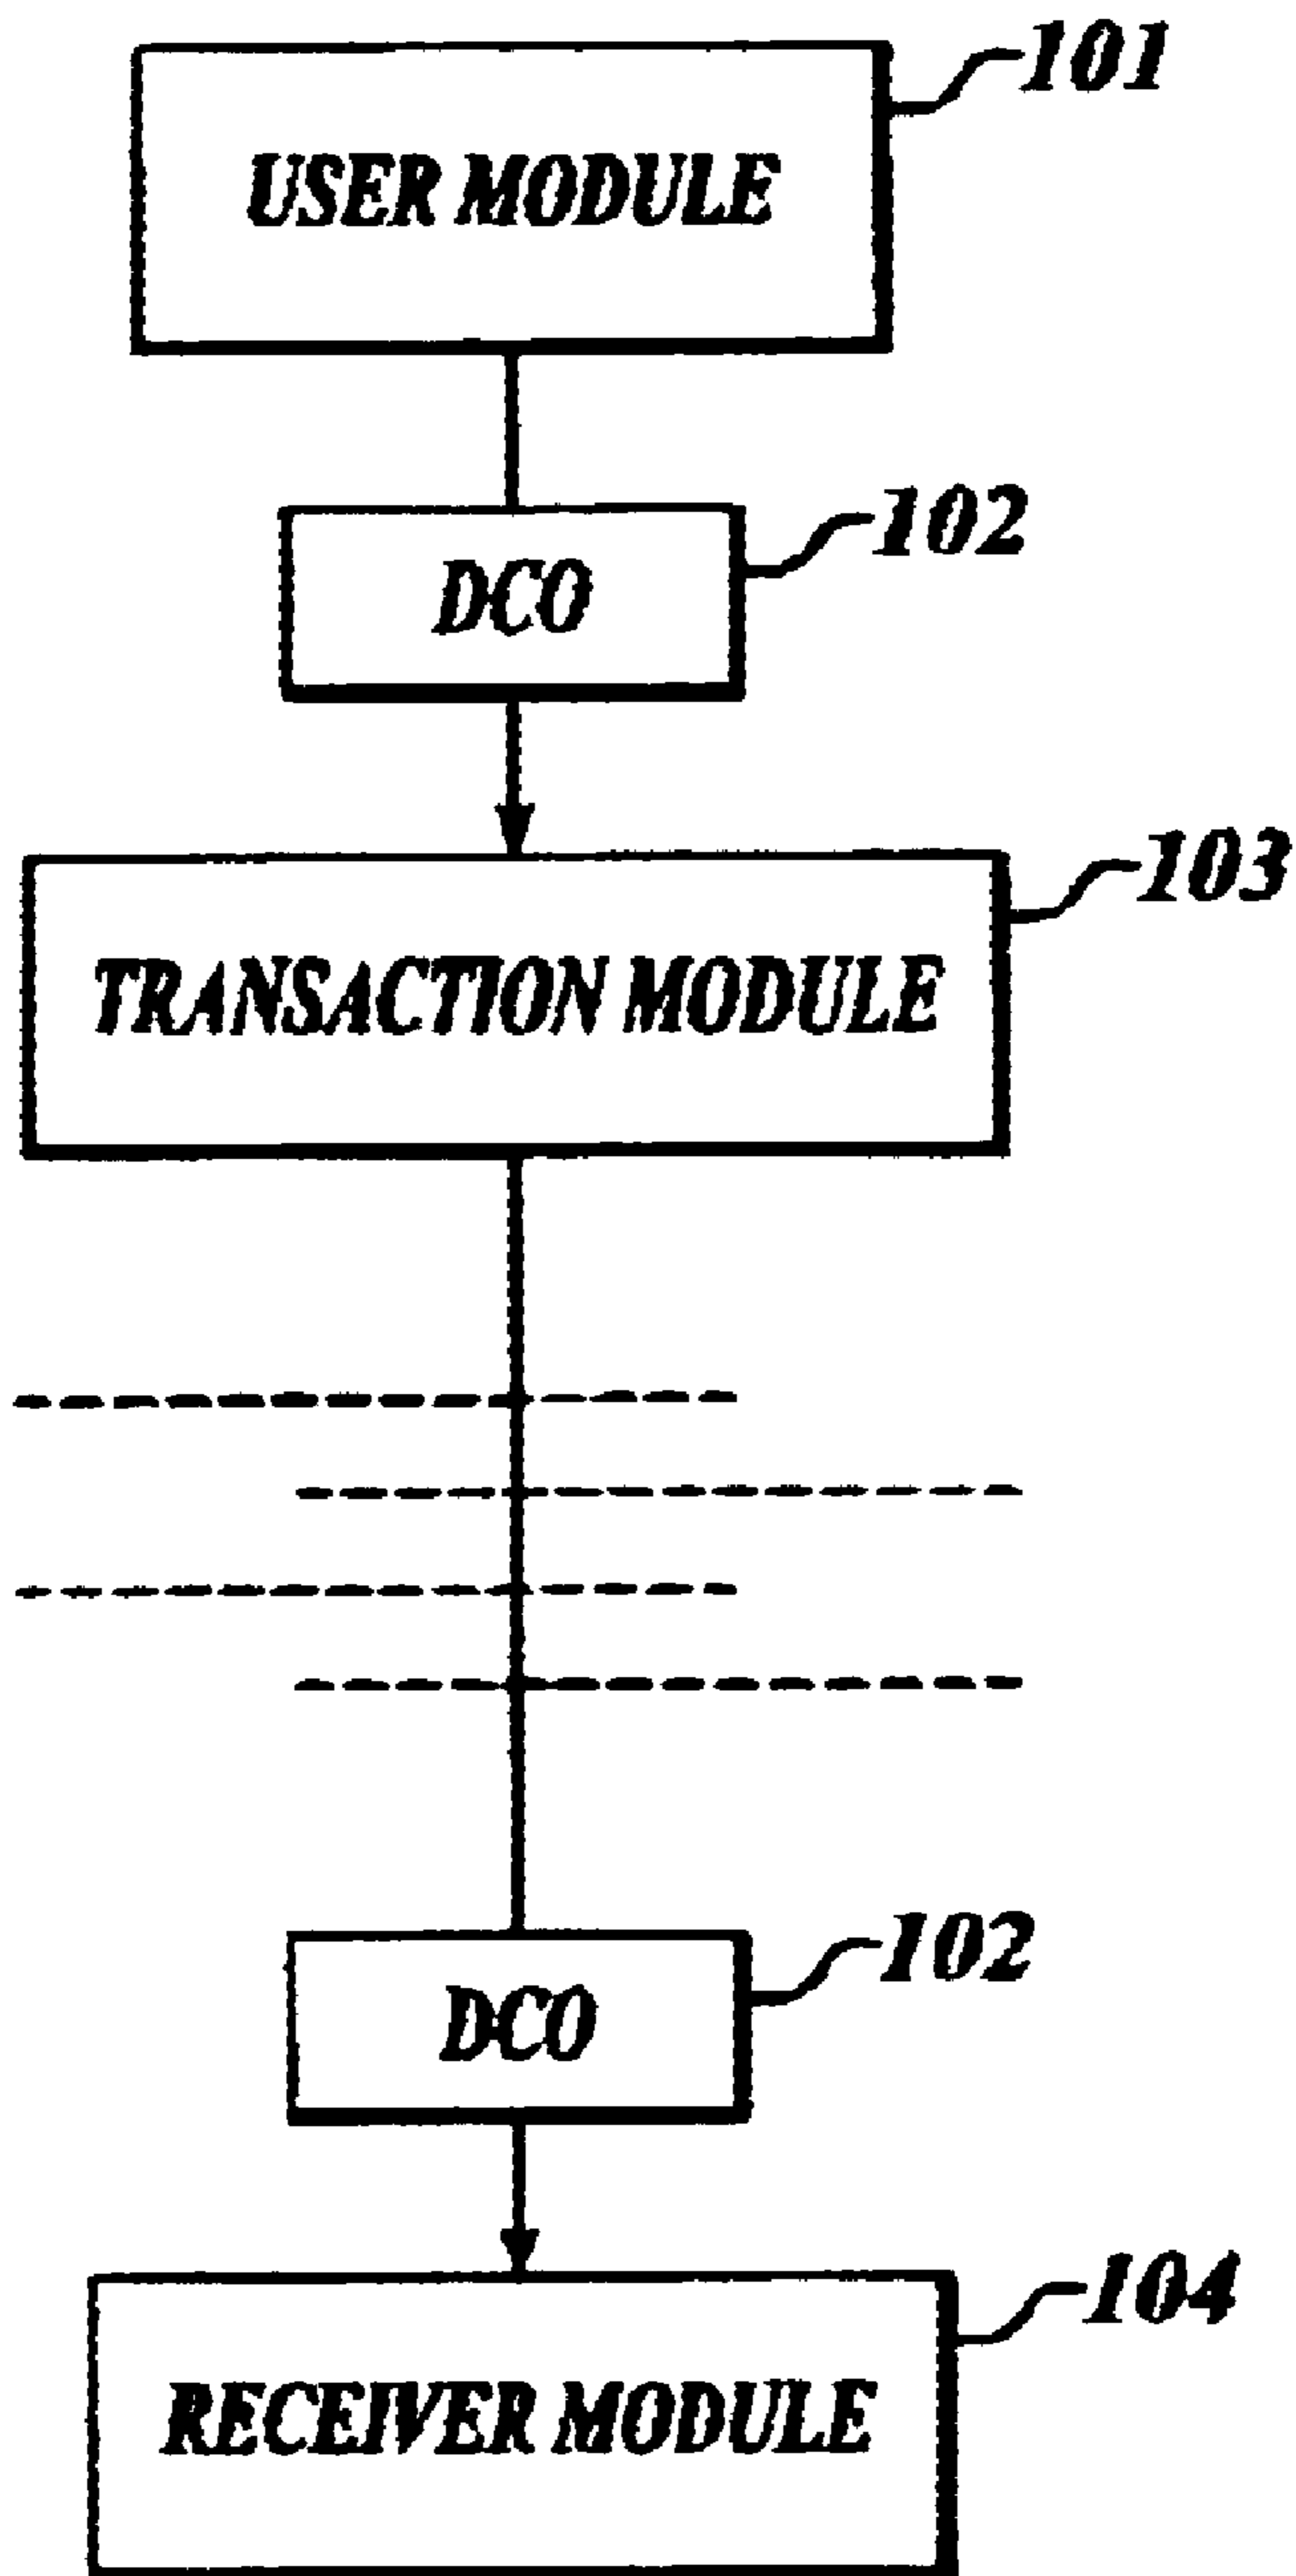 101
USER MODULE
102
DCO
103
TRANSACTION MODULE
102
DCO
104
RECEIVER MODULE